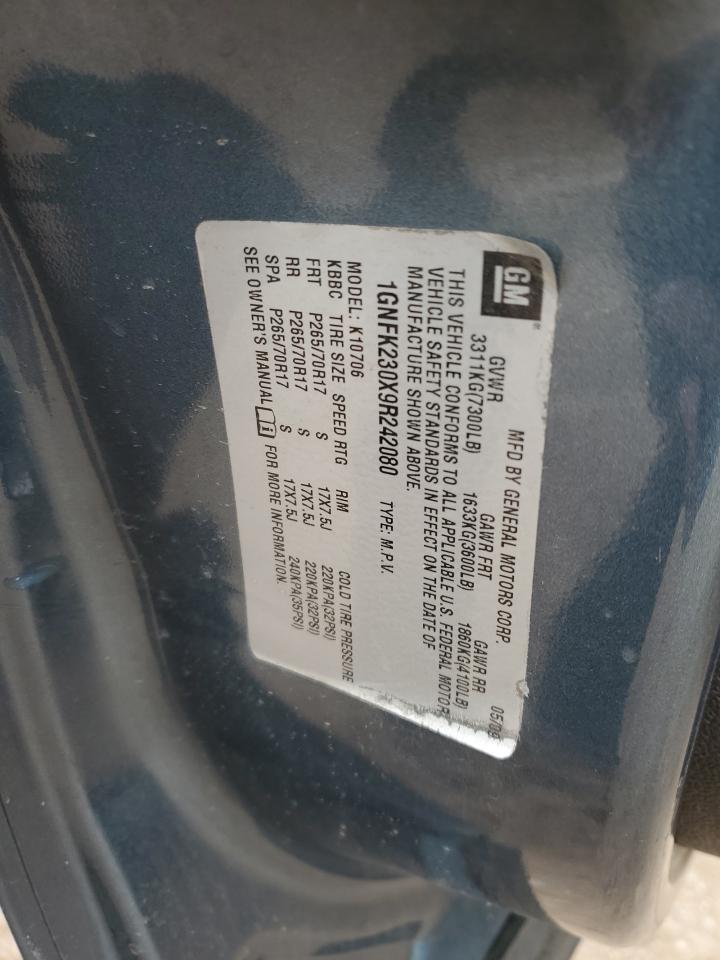 GM®
MFD BY GENERAL MOTORS CORP.
GVWR GAWR FRT GAWR RR
3311KG(7300LB) 1633KG(3600LB) 1860KG(4100LB)
THIS VEHICLE CONFORMS TO ALL APPLICABLE U.S. FEDERAL MOTOR
VEHICLE SAFETY STANDARDS IN EFFECT ON THE DATE OF
MANUFACTURE SHOWN ABOVE.
1GNFK230X9R242080 TYPE: M.P.V.
MODEL: K10706
KBBC TIRE SIZE SPEED RTG RIM COLD TIRE PRESSURE
FRT P265/70R17 S 17X7.5J 220KPA(32PSI)
RR P265/70R17 S 17X7.5J 220KPA(32PSI)
SPA P265/70R17 S 17X7.5J 240KPA(35PSI)
SEE OWNER'S MANUAL i FOR MORE INFORMATION.